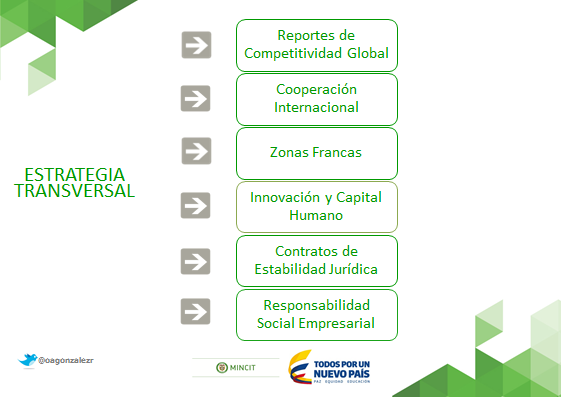 Reportes de
Competitividad Global
Cooperación
Internacional
Zonas Francas
ESTRATEGIA
TRANSVERSAL
Innovación y Capital
Humano
Contratos de
Estabilidad Jurídica
Responsabilidad
Social Empresarial
@oagonzalezr
MINCIT
TODOS POR UN
NUEVO PAÍS
PAZ EQUIDAD EDUCACIÓN